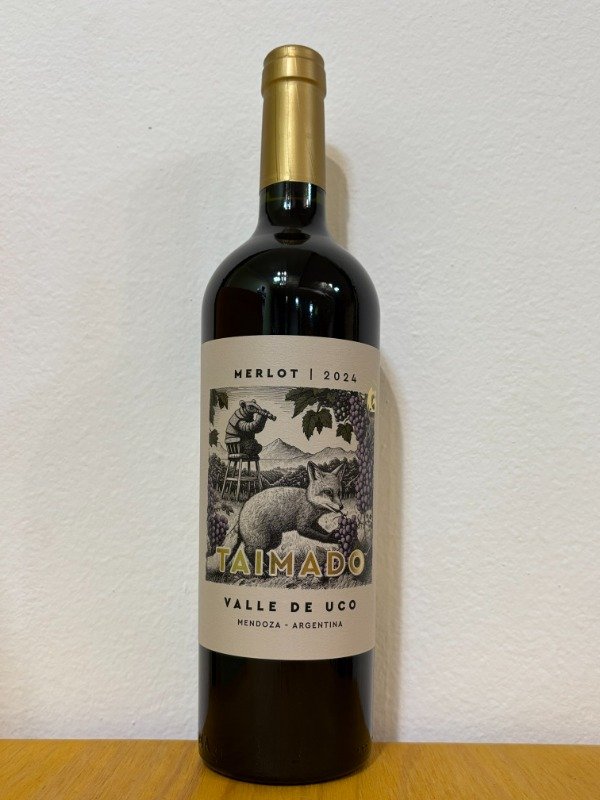 MERLOT | 2024
TAIMADO
VALLE DE UCO
MENDOZA - ARGENTINA